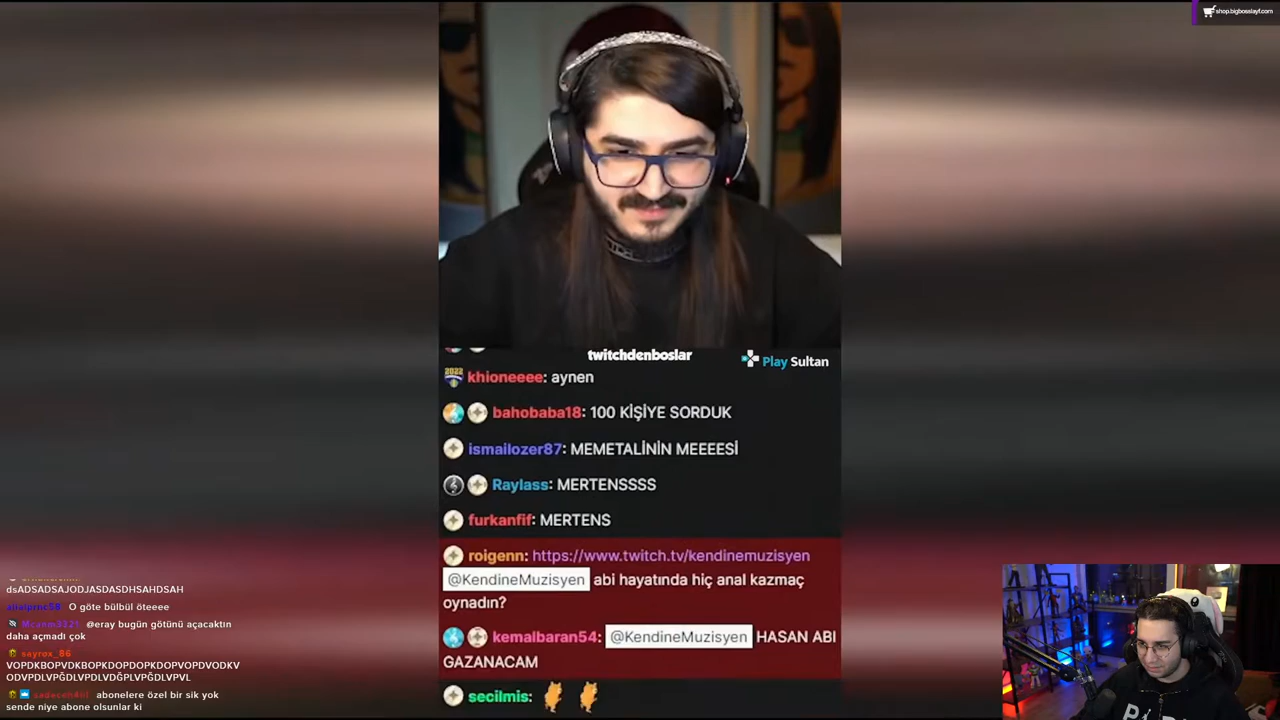 shop.bigbosslayf.com
twitchdenboslar
Play Sultan
khioneeee: aynen
bahobaba18: 100 KİŞİYE SORDUK
ismailozer87: MEMETALİNİN MEEEESİ
Raylass: MERTENSSSS
furkanfif: MERTENS
roigenn: https://www.twitch.tv/kendinemuzisyen
@KendineMuzisyen abi hayatında hiç anal kazmaç
oynadın?
kemalbaran54: @KendineMuzisyen HASAN ABI
GAZANACAM
secilmis:
dsADSADSAJODJASDASDHSAHDSAH
O göte bülbül öteeee
Mcanm3221 @eray bugün götünü açacaktın
daha açmadı çok
sayrox_86
VOPDKBOPVDKBOPKDOPDOPKDOPVOPDVODKV
ODVPDLVPĞDLVPDLVDĞPLVPĞDLVPVL
abonelere özel bir sik yok
sende niye abone olsunlar ki